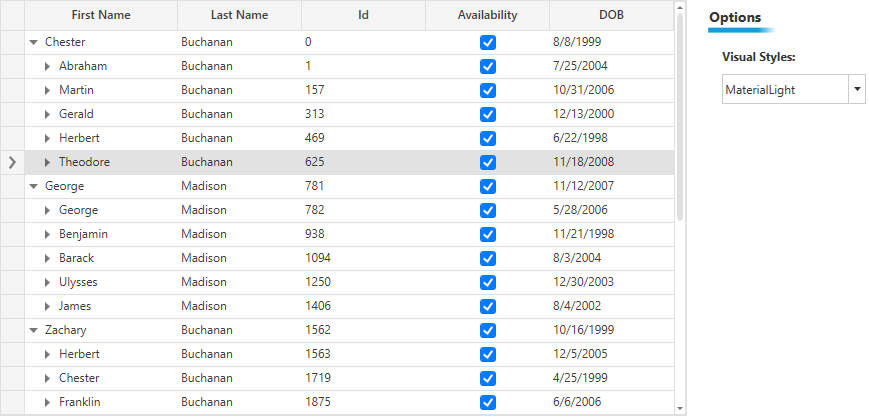 First Name Last Name Id Availability DOB
Chester Buchanan 0 8/8/1999
Abraham Buchanan 1 7/25/2004
Martin Buchanan 157 10/31/2006
Gerald Buchanan 313 12/13/2000
Herbert Buchanan 469 6/22/1998
Theodore Buchanan 625 11/18/2008
George Madison 781 11/12/2007
George Madison 782 5/28/2006
Benjamin Madison 938 11/21/1998
Barack Madison 1094 8/3/2004
Ulysses Madison 1250 12/30/2003
James Madison 1406 8/4/2002
Zachary Buchanan 1562 10/16/1999
Herbert Buchanan 1563 12/5/2005
Chester Buchanan 1719 4/25/1999
Franklin Buchanan 1875 6/6/2006
Options
Visual Styles:
MaterialLight